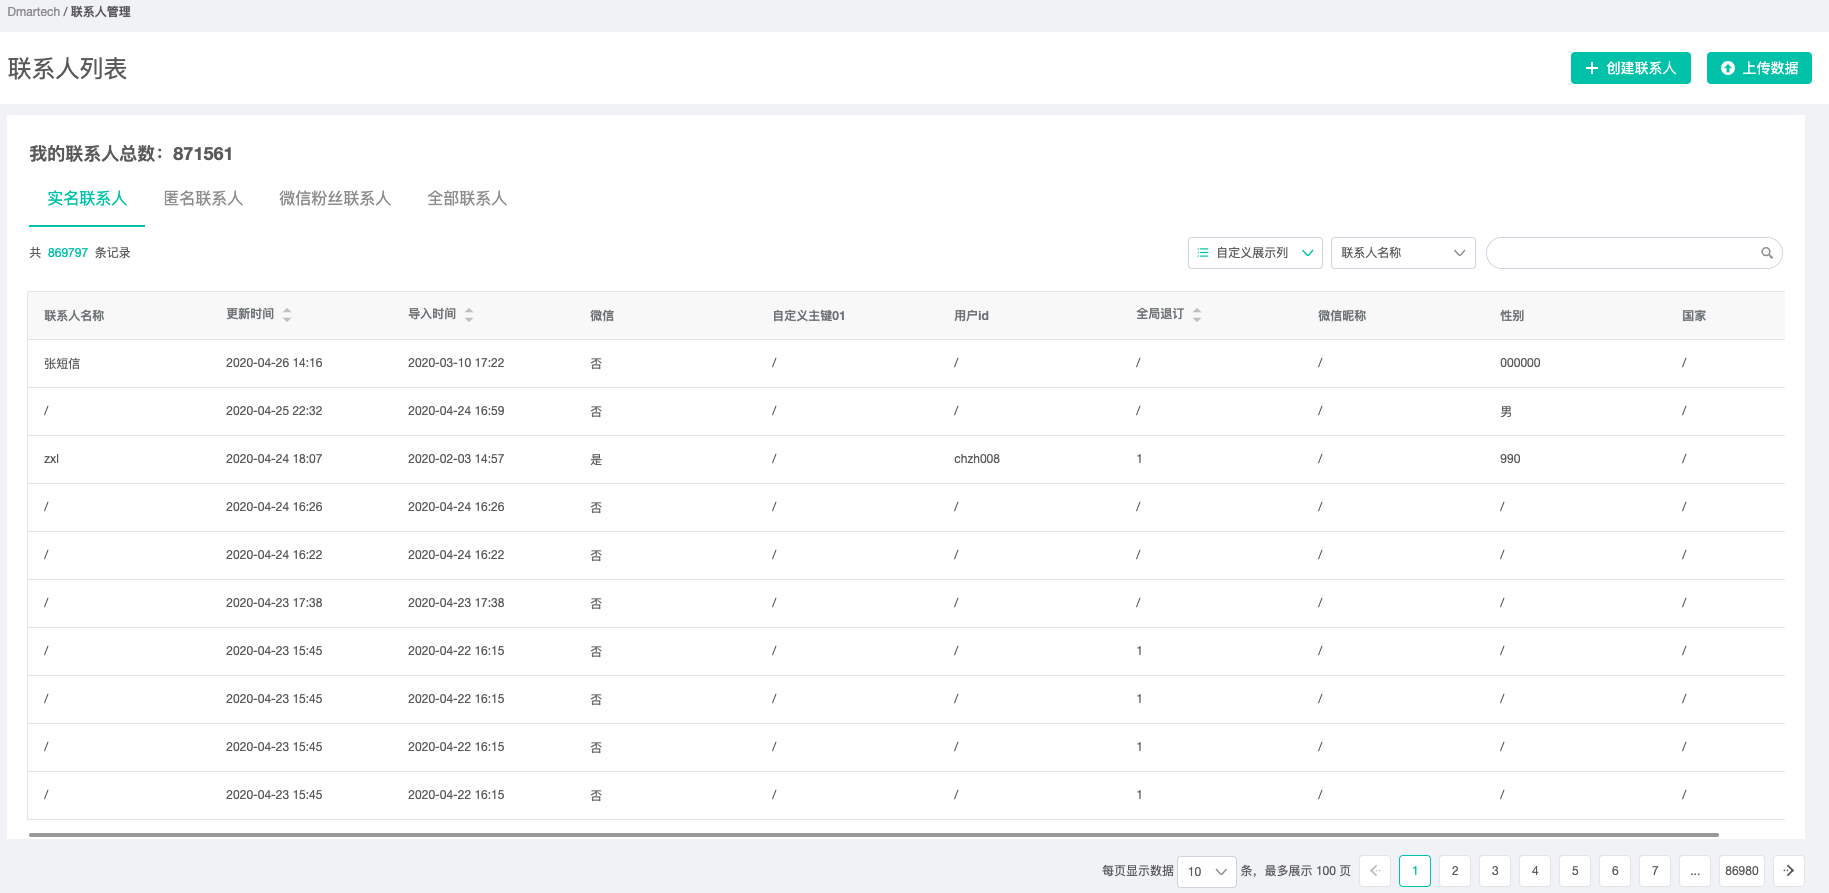 Dmartech / 联系人管理
联系人列表
创建联系人 上传数据
我的联系人总数：871561
实名联系人 匿名联系人 微信粉丝联系人 全部联系人
共 869797 条记录 自定义展示列 联系人名称
联系人名称 更新时间 导入时间 微信 自定义主键01 用户id 全局退订 微信昵称 性别 国家
张短信 2020-04-26 14:16 2020-03-10 17:22 否 / / / / 000000 /
/ 2020-04-25 22:32 2020-04-24 16:59 否 / / / / 男 /
zxl 2020-04-24 18:07 2020-02-03 14:57 是 / chzh008 1 / 990 /
/ 2020-04-24 16:26 2020-04-24 16:26 否 / / / / / /
/ 2020-04-24 16:22 2020-04-24 16:22 否 / / / / / /
/ 2020-04-23 17:38 2020-04-23 17:38 否 / / / / / /
/ 2020-04-23 15:45 2020-04-22 16:15 否 / / 1 / / /
/ 2020-04-23 15:45 2020-04-22 16:15 否 / / 1 / / /
/ 2020-04-23 15:45 2020-04-22 16:15 否 / / 1 / / /
/ 2020-04-23 15:45 2020-04-22 16:15 否 / / 1 / / /
每页显示数据 10 条，最多展示 100 页 1 2 3 4 5 6 7 ... 86980